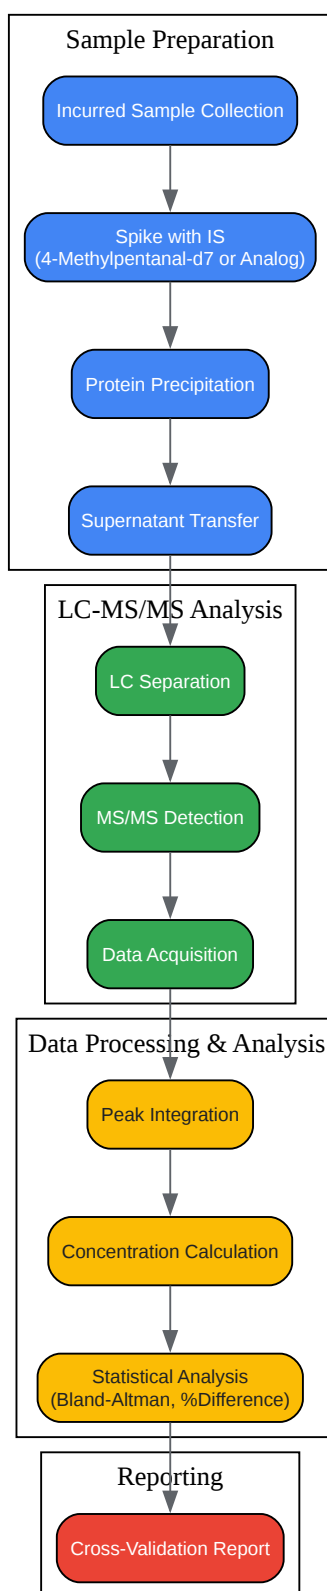 Sample Preparation
Incurred Sample Collection
Spike with IS
(4-Methylpentanal-d7 or Analog)
Protein Precipitation
Supernatant Transfer
LC-MS/MS Analysis
LC Separation
MS/MS Detection
Data Acquisition
Data Processing & Analysis
Peak Integration
Concentration Calculation
Statistical Analysis
(Bland-Altman, %Difference)
Reporting
Cross-Validation Report